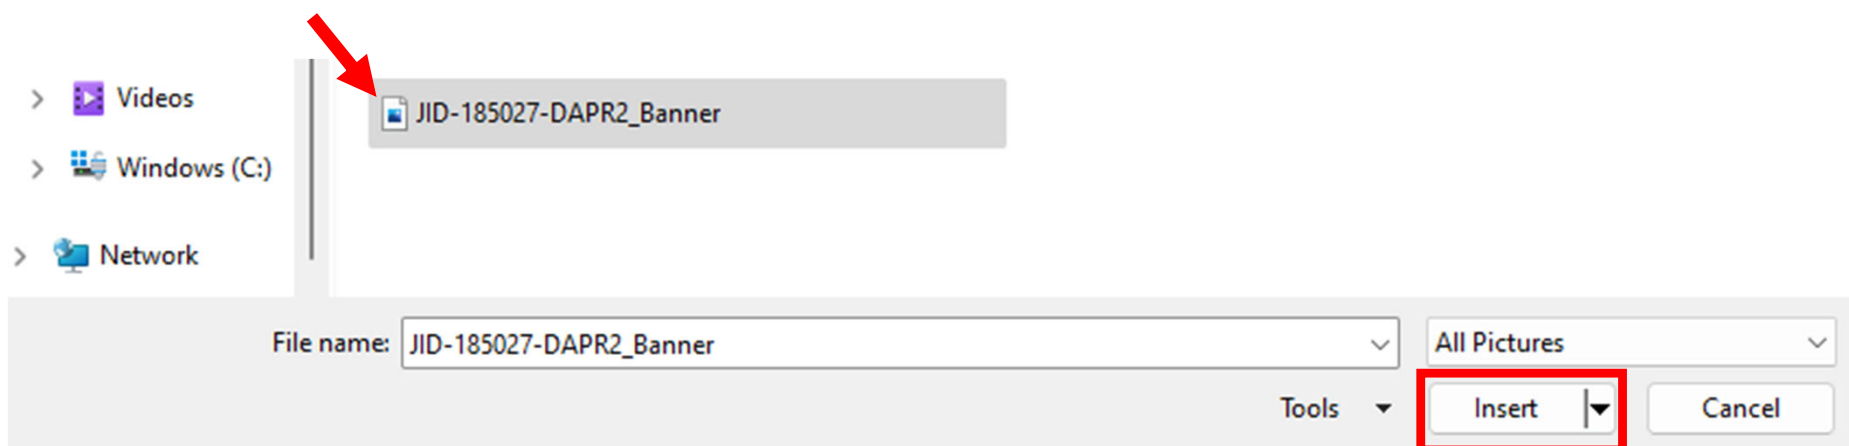 Videos
JID-185027-DAPR2_Banner
Windows (C:)
Network
File name: JID-185027-DAPR2_Banner All Pictures
Tools Insert Cancel